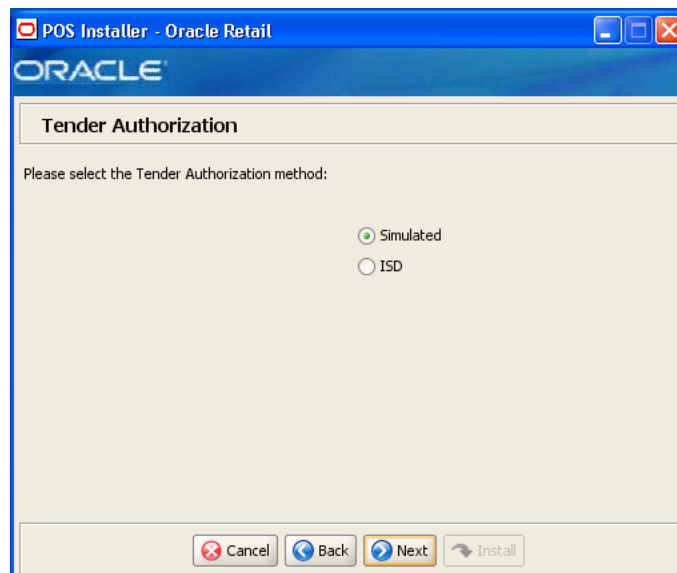 POS Installer - Oracle Retail
ORACLE
Tender Authorization
Please select the Tender Authorization method:
Simulated
ISD
Cancel Back Next Install